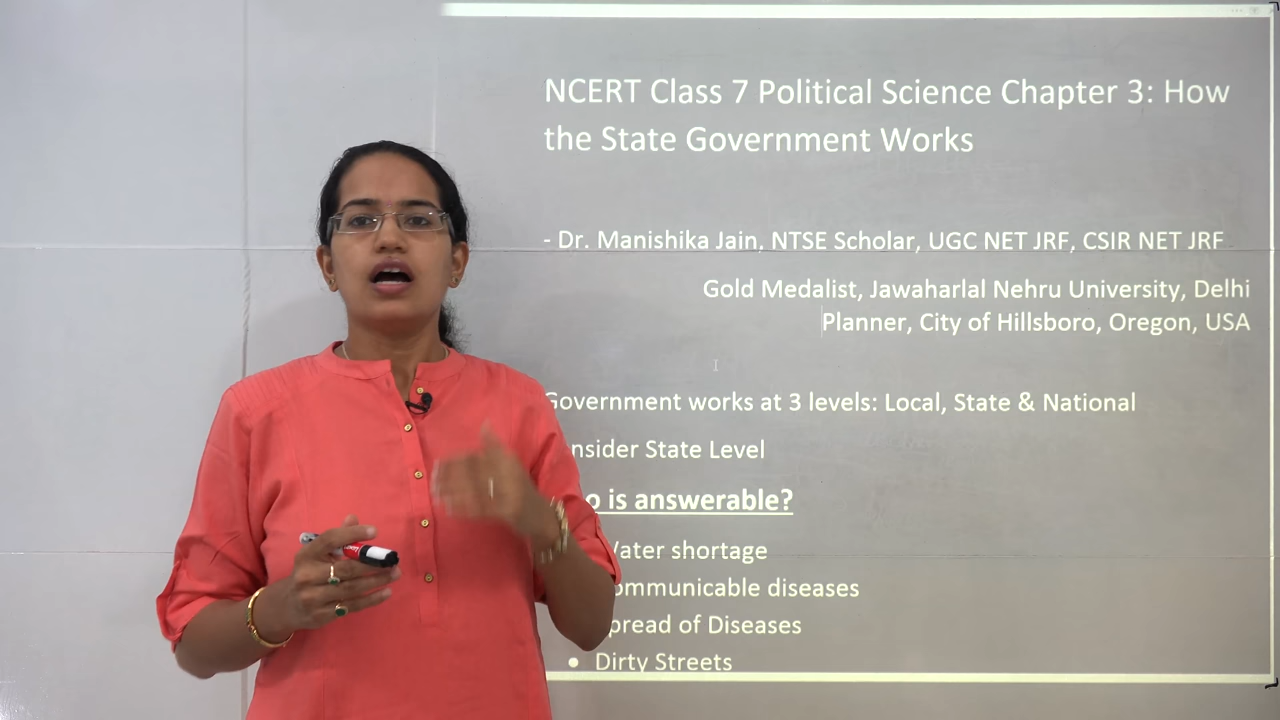 NCERT Class 7 Political Science Chapter 3: How
the State Government Works
- Dr. Manishika Jain, NTSE Scholar, UGC NET JRF, CSIR NET JRF
Gold Medalist, Jawaharlal Nehru University, Delhi
Planner, City of Hillsboro, Oregon, USA
Government works at 3 levels: Local, State & National
nsider State Level
o is answerable?
Water shortage
ommunicable diseases
pread of Diseases
• Dirty Streets